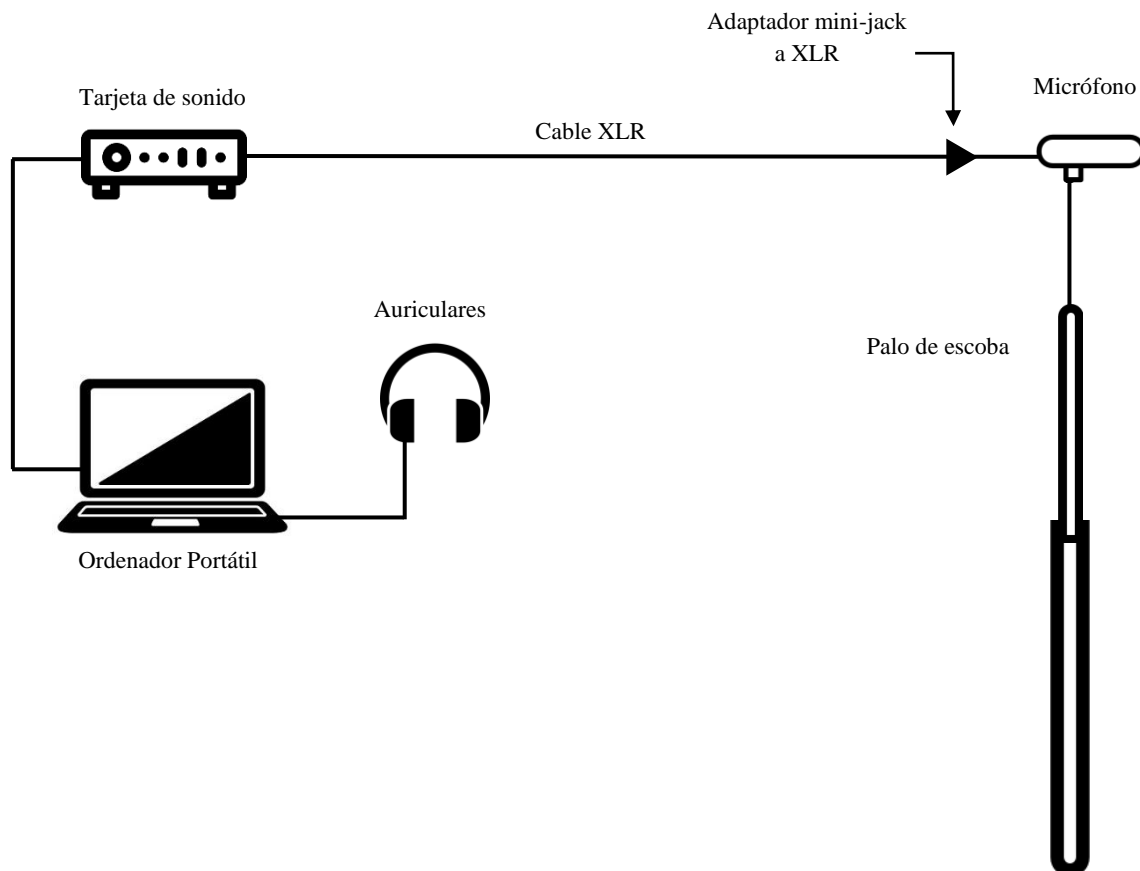 Adaptador mini-jack
a XLR
Tarjeta de sonido
Micrófono
Cable XLR
Auriculares
Palo de escoba
Ordenador Portátil